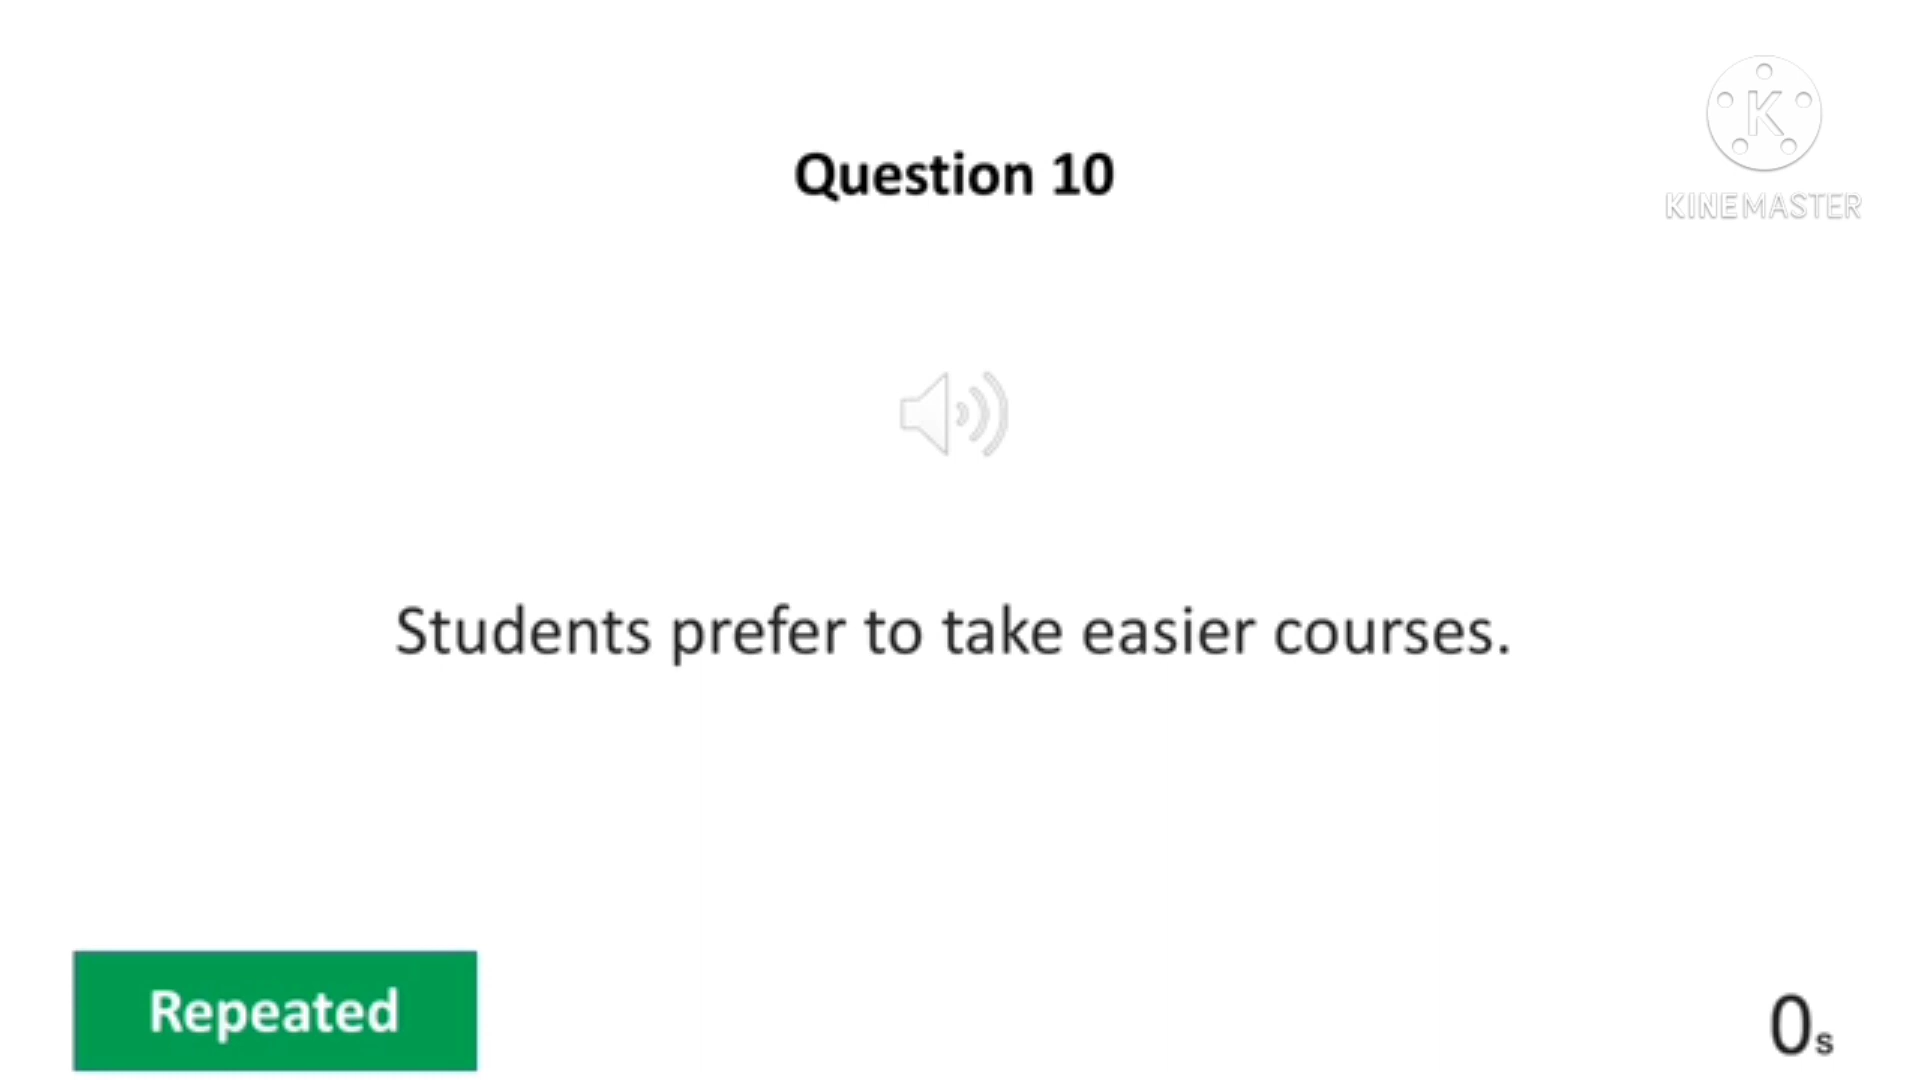 K
KINEMASTER
Question 10
Students prefer to take easier courses.
Repeated
0s